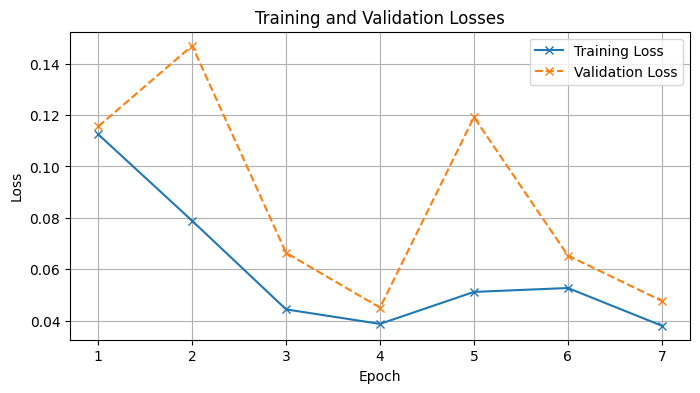 Training and Validation Losses
Training Loss
Validation Loss
Loss
0.14
0.12
0.10
0.08
0.06
0.04
1 2 3 4 5 6 7
Epoch